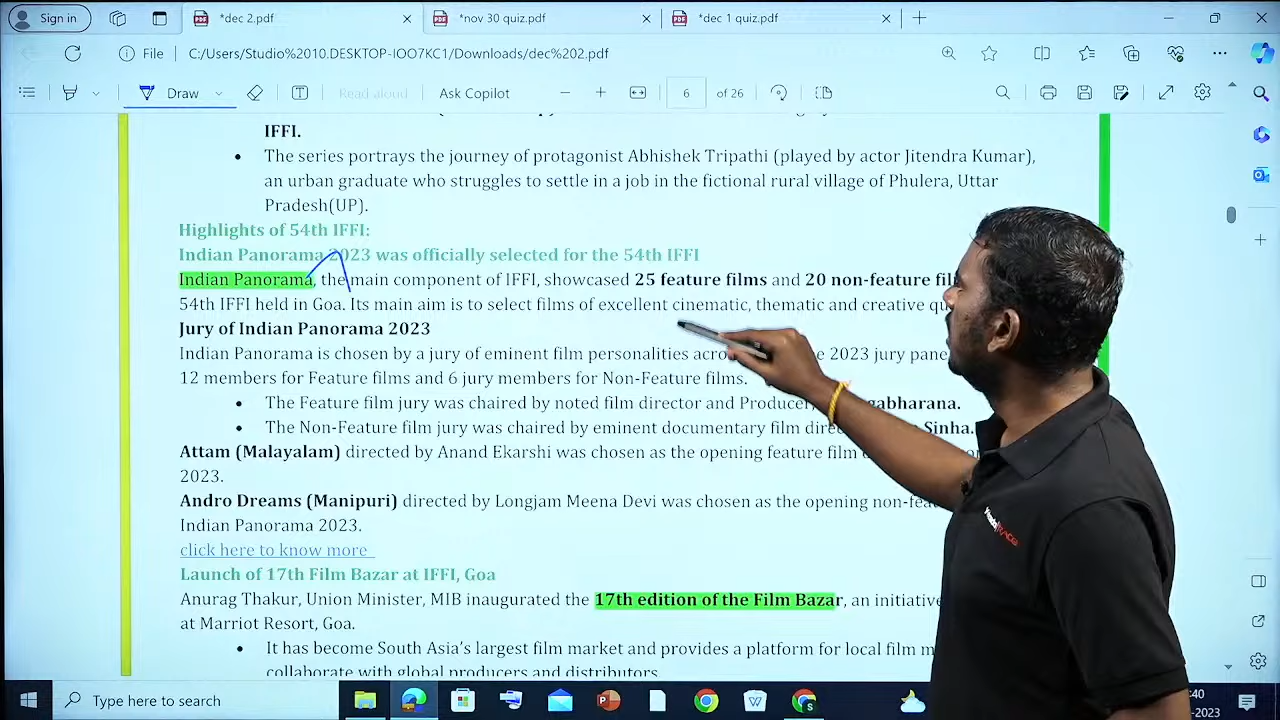 Sign in
*dec 2.pdf
*nov 30 quiz.pdf
*dec 1 quiz.pdf
File
C:/Users/Studio%2010.DESKTOP-IOO7KC1/Downloads/dec%202.pdf
Draw
Read aloud
Ask Copilot
6
of 26
IFFI.
• The series portrays the journey of protagonist Abhishek Tripathi (played by actor Jitendra Kumar),
an urban graduate who struggles to settle in a job in the fictional rural village of Phulera, Uttar
Pradesh(UP).
Highlights of 54th IFFI:
Indian Panorama 2023 was officially selected for the 54th IFFI
Indian Panorama, the main component of IFFI, showcased 25 feature films and 20 non-feature
54th IFFI held in Goa. Its main aim is to select films of excellent cinematic, thematic and creative
Jury of Indian Panorama 2023
Indian Panorama is chosen by a jury of eminent film personalities 2023 jury
12 members for Feature films and 6 jury members for Non-Feature films.
• The Feature film jury was chaired by noted film director and Producer,
• The Non-Feature film jury was chaired by eminent documentary film Sinha.
Attam (Malayalam) directed by Anand Ekarshi was chosen as the opening feature film
2023.
Andro Dreams (Manipuri) directed by Longjam Meena Devi was chosen as the opening
Indian Panorama 2023.
click here to know more
Launch of 17th Film Bazar at IFFI, Goa
Anurag Thakur, Union Minister, MIB inaugurated the 17th edition of the Film Bazar, an initiative
at Marriot Resort, Goa.
• It has become South Asia's largest film market and provides a platform for local film
collaborate with global producers and distributors.
Type here to search